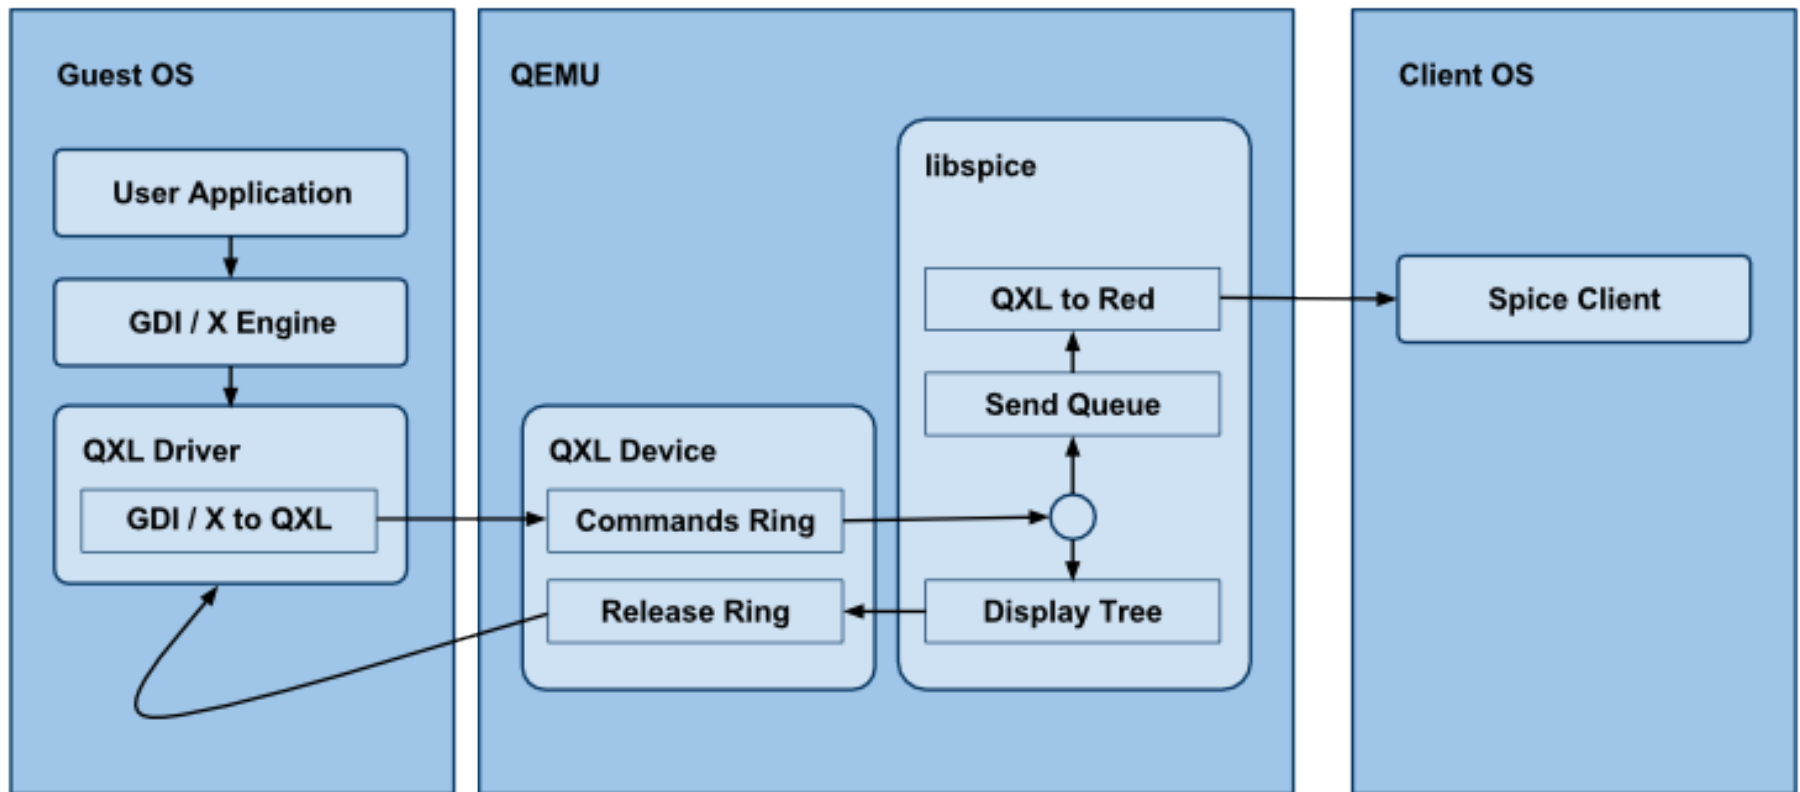 Guest OS
User Application
GDI / X Engine
QXL Driver
GDI / X to QXL
QEMU
QXL Device
Commands Ring
Release Ring
libspice
QXL to Red
Send Queue
Display Tree
Client OS
Spice Client